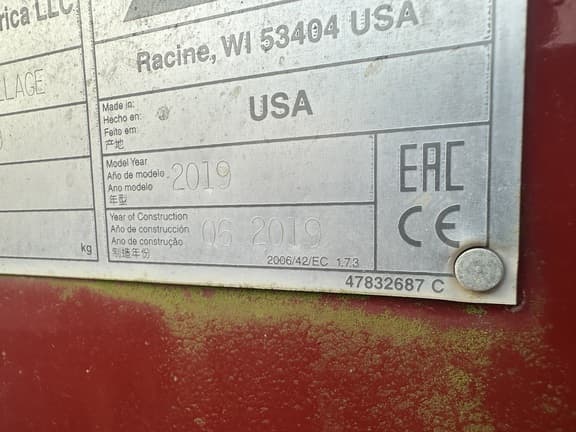 rica LLC
Racine, WI 53404 USA
LLAGE
Made in:
Hecho en:
Feito em:
产地
USA
Model Year
Año de modelo
Ano modelo
年型
2019
EAC
CE
Year of Construction
Año de construcción
Ano de construção
制造年份
06 2019
kg
2006/42/EC 1.7.3
47832687 C